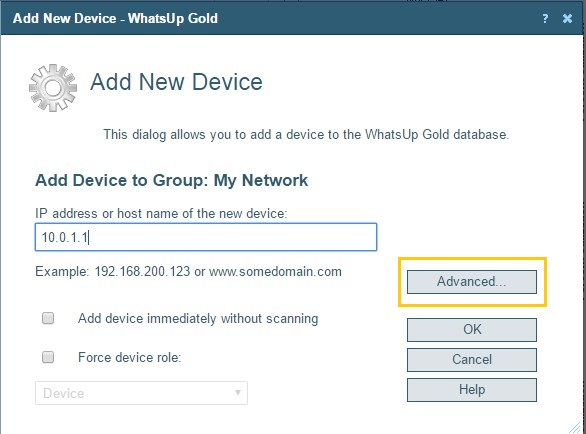 Add New Device - WhatsUp Gold ?
Add New Device
This dialog allows you to add a device to the WhatsUp Gold database.
Add Device to Group: My Network
IP address or host name of the new device:
10.0.1.1
Example: 192.168.200.123 or www.somedomain.com
Advanced...
Add device immediately without scanning
OK
Force device role:
Cancel
Device
Help